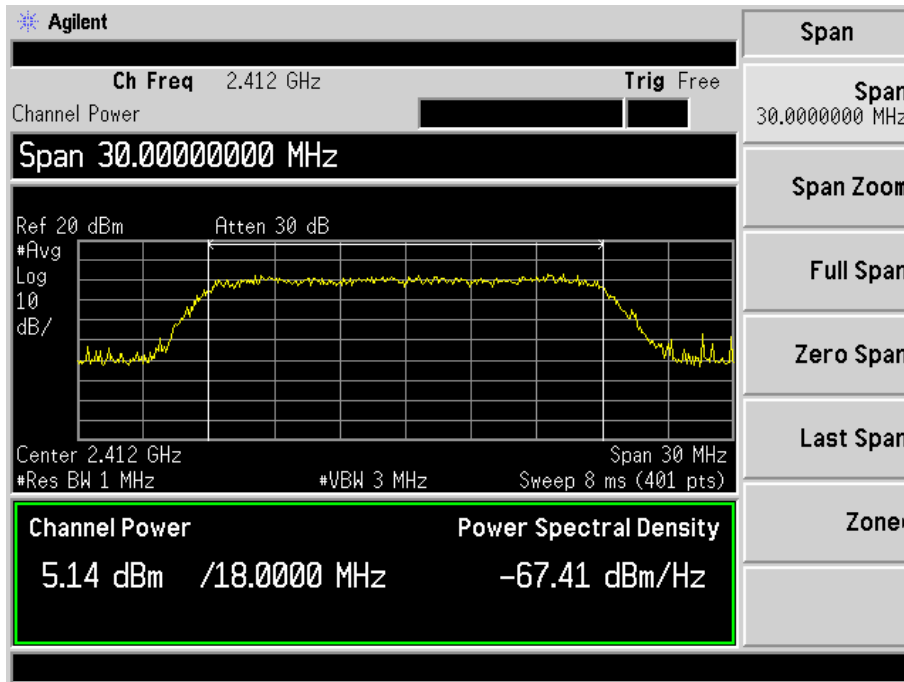 Agilent
Ch Freq 2.412 GHz Trig Free
Channel Power
Span 30.00000000 MHz
Ref 20 dBm Atten 30 dB
#Avg
Log
10
dB/
Center 2.412 GHz Span 30 MHz
#Res BW 1 MHz #VBW 3 MHz Sweep 8 ms (401 pts)
Channel Power Power Spectral Density
5.14 dBm /18.0000 MHz -67.41 dBm/Hz
Span
Span
30.0000000 MHz
Span Zoom
Full Span
Zero Span
Last Span
Zone